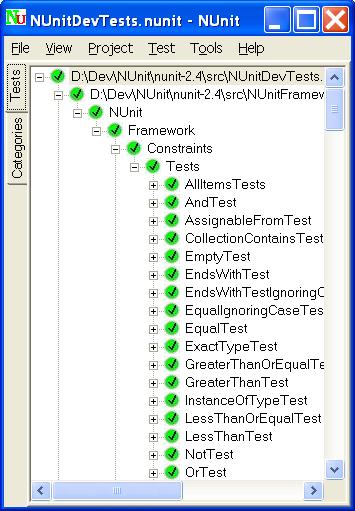 NU NUnitDevTests.nunit - NUnit
File View Project Test Tools Help
Tests
Categories
D:\Dev\NUnit\nunit-2.4\src\NUnitDevTests.
D:\Dev\NUnit\nunit-2.4\src\NUnitFramew
NUnit
Framework
Constraints
Tests
AllItemsTests
AndTest
AssignableFromTest
CollectionContainsTest
EmptyTest
EndsWithTest
EndsWithTestIgnoringC
EqualIgnoringCaseTes
EqualTest
ExactTypeTest
GreaterThanOrEqualTe
GreaterThanTest
InstanceOfTypeTest
LessThanOrEqualTest
LessThanTest
NotTest
OrTest